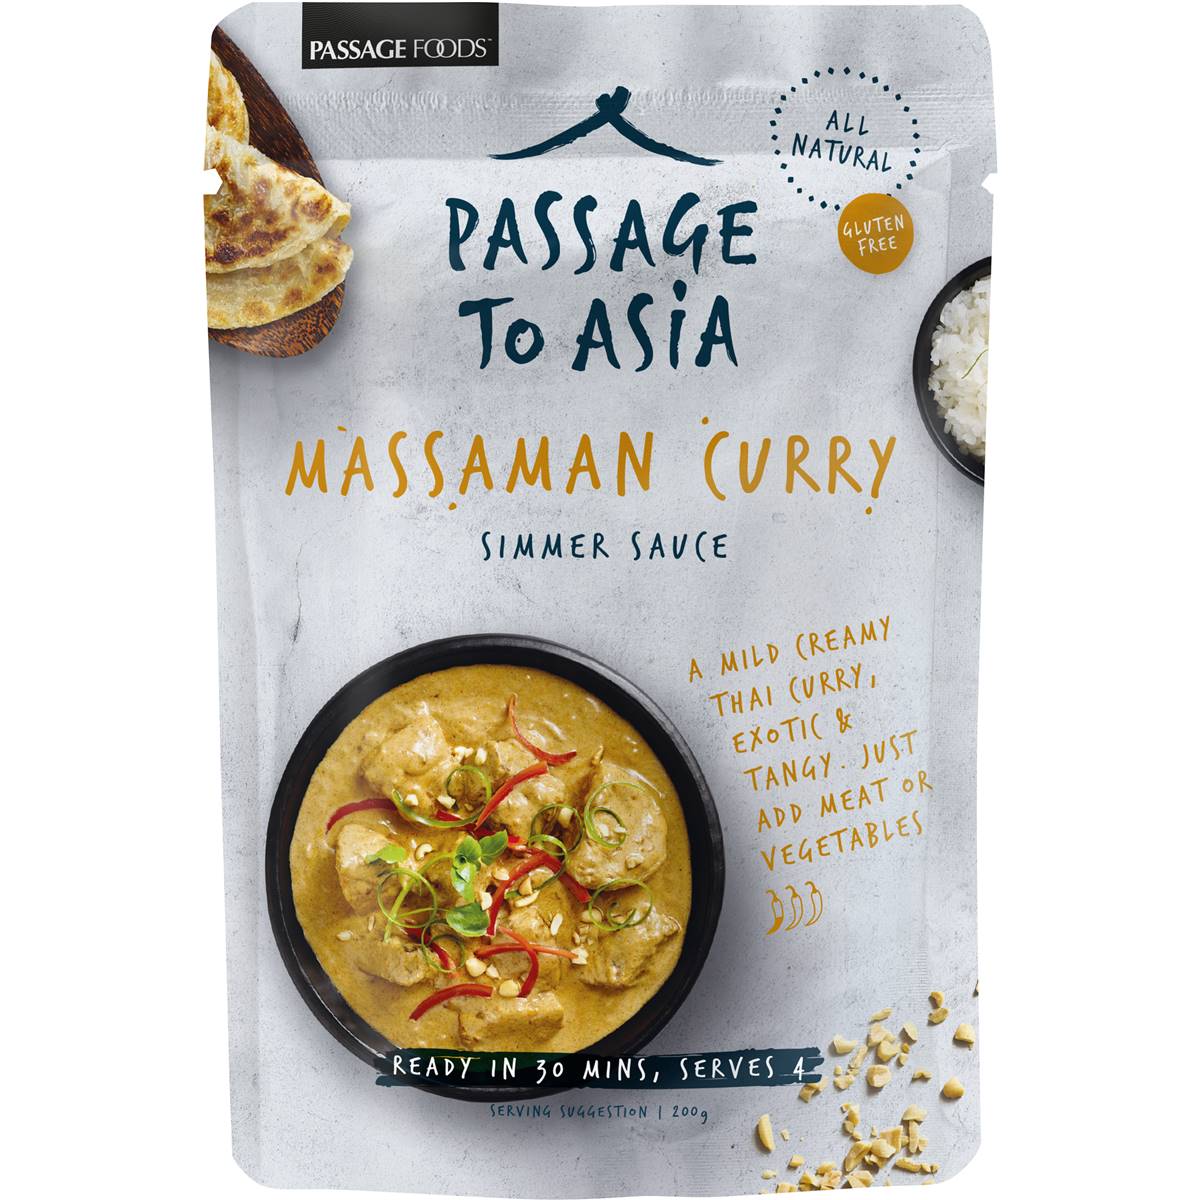 PASSAGE FOODS™
ALL
NATURAL
GLUTEN
FREE
PASSAGE
TO ASIA
MASSAMAN CURRY
SIMMER SAUCE
A MILD CREAMY
THAI CURRY,
EXOTIC &
TANGY. JUST
ADD MEAT OR
VEGETABLES
READY IN 30 MINS, SERVES 4
SERVING SUGGESTION | 200g